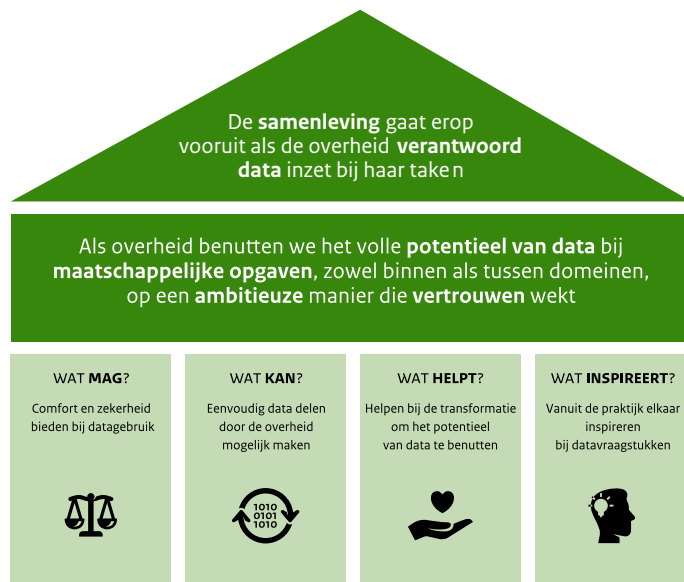 De samenleving gaat erop
vooruit als de overheid verantwoord
data inzet bij haar taken
Als overheid benutten we het volle potentieel van data bij
maatschappelijke opgaven, zowel binnen als tussen domeinen,
op een ambitieuze manier die vertrouwen wekt
WAT MAG?
Comfort en zekerheid
bieden bij datagebruik
WAT KAN?
Eenvoudig data delen
door de overheid
mogelijk maken
1010
0101
1010
WAT HELPT?
Helpen bij de transformatie
om het potentieel
van data te benutten
WAT INSPIREERT?
Vanuit de praktijk elkaar
inspireren
bij datavraagstukken